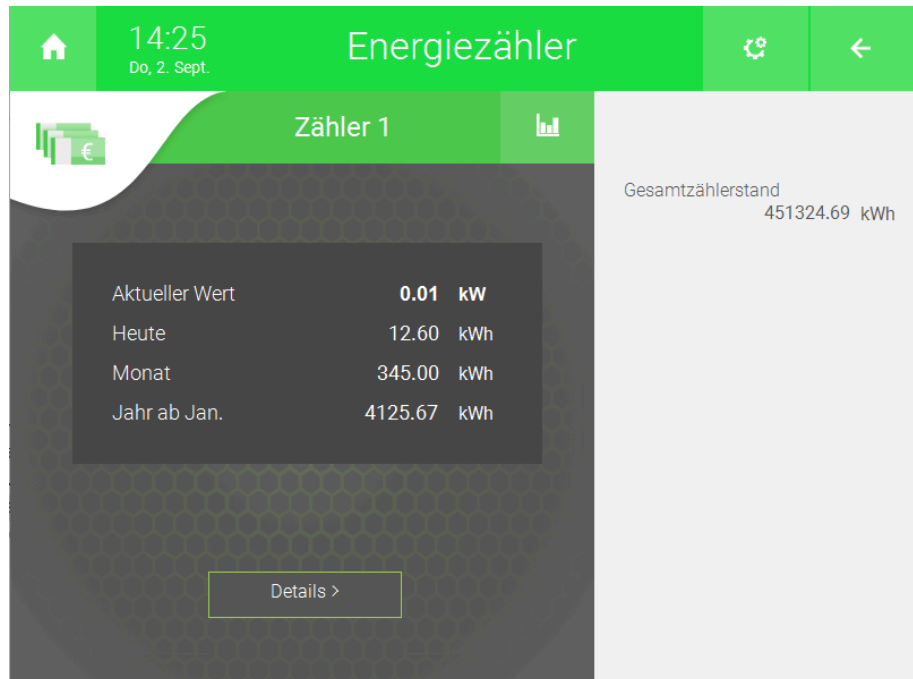 14:25
Do, 2. Sept.
Energiezähler
Zähler 1
€
Gesamtzählerstand
451324.69 kWh
Aktueller Wert 0.01 kW
Heute 12.60 kWh
Monat 345.00 kWh
Jahr ab Jan. 4125.67 kWh
Details >